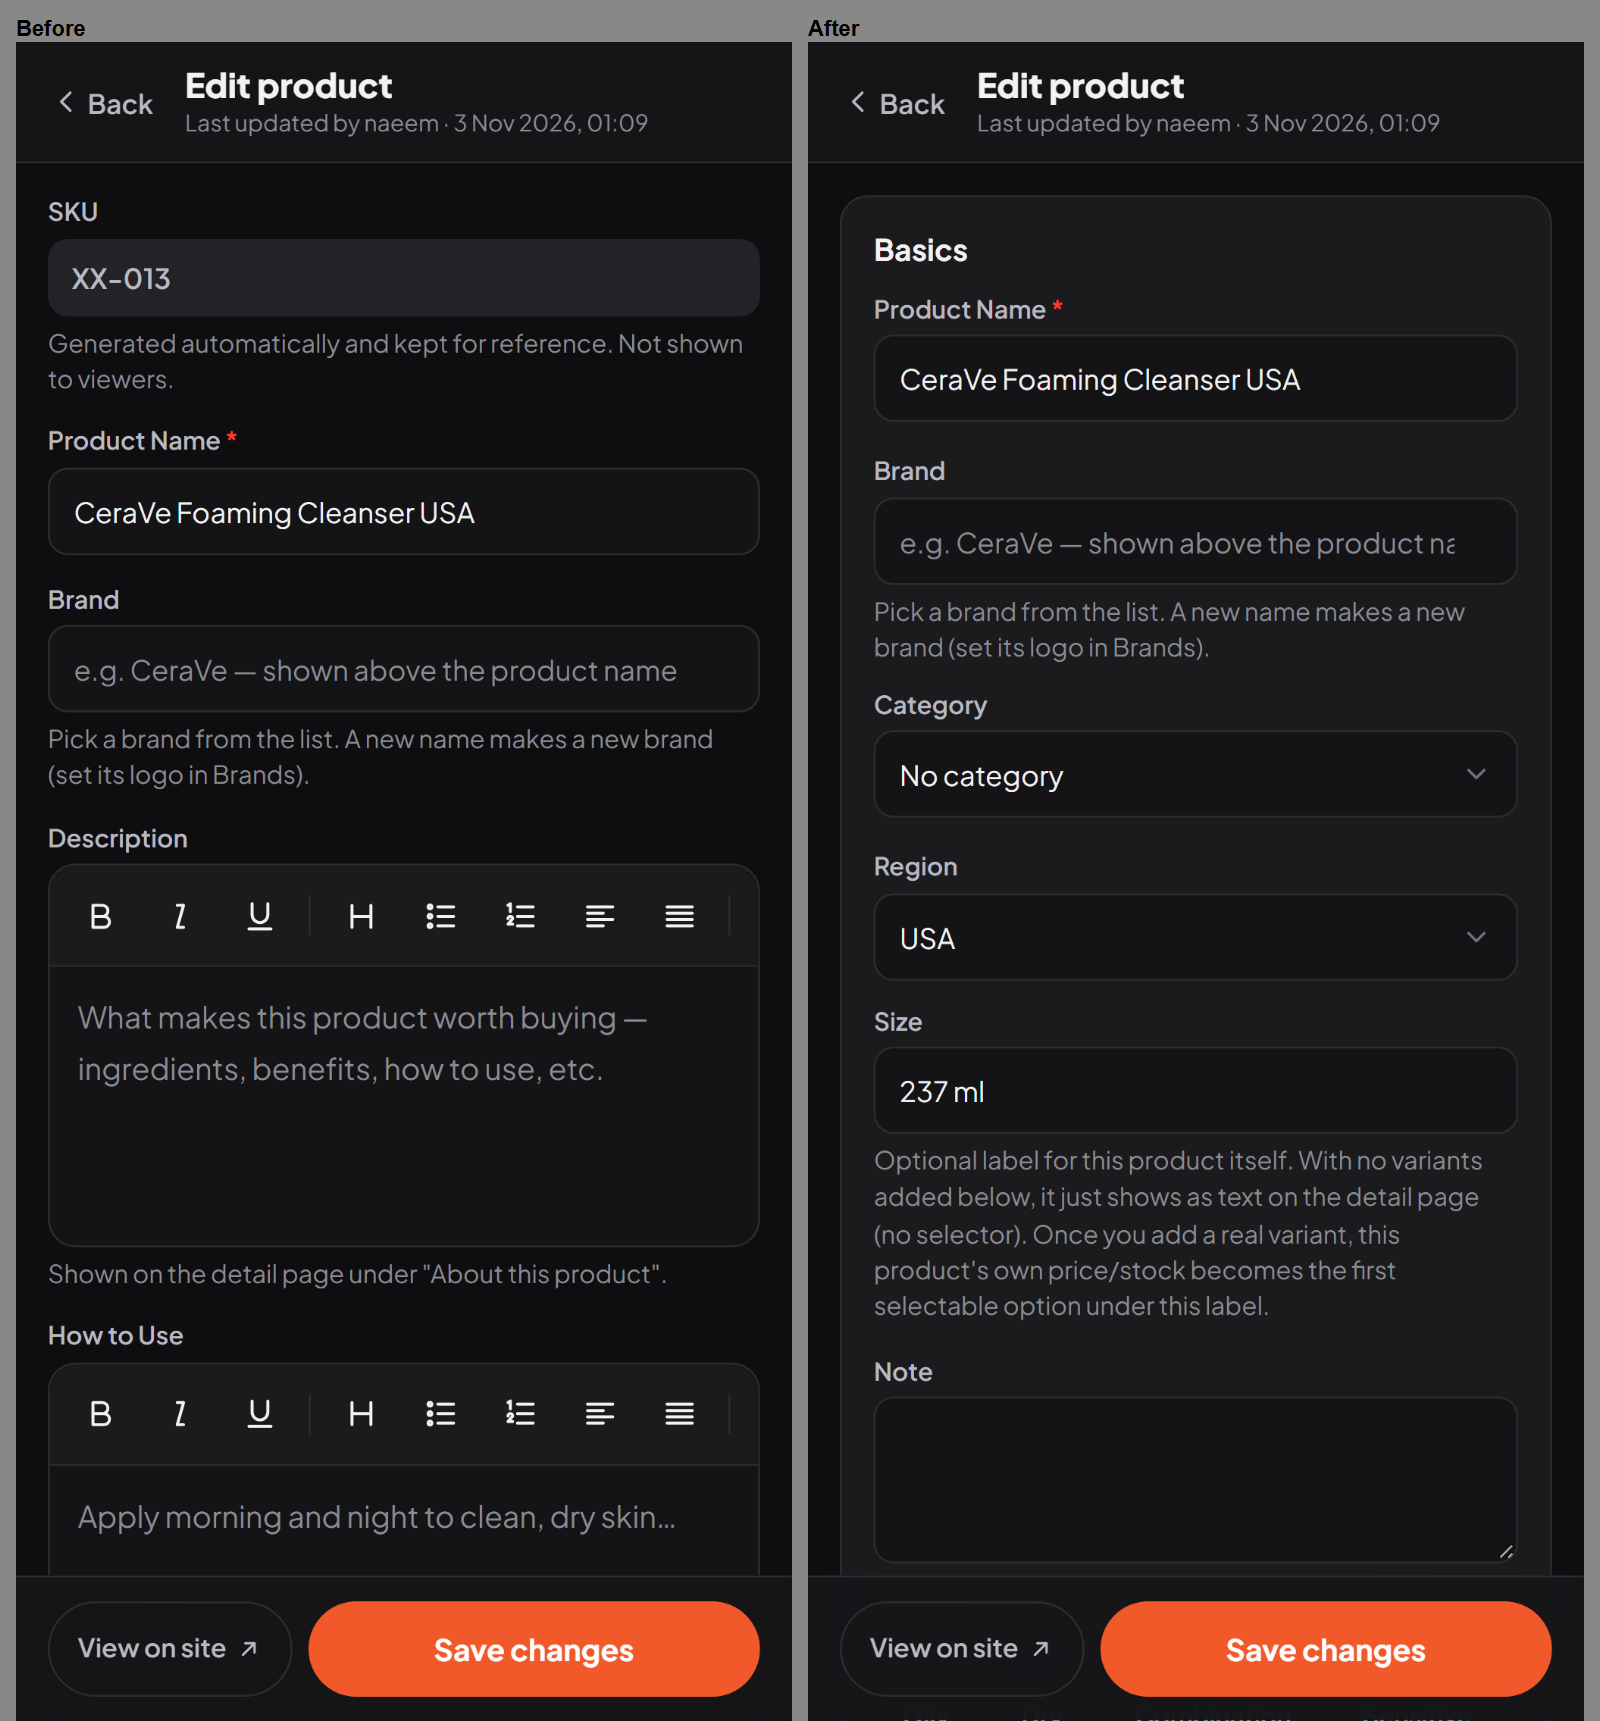 Before
Back
Edit product
Last updated by naeem · 3 Nov 2026, 01:09
SKU
XX-013
Generated automatically and kept for reference. Not shown
to viewers.
Product Name *
CeraVe Foaming Cleanser USA
Brand
e.g. CeraVe — shown above the product name
Pick a brand from the list. A new name makes a new brand
(set its logo in Brands).
Description
What makes this product worth buying —
ingredients, benefits, how to use, etc.
Shown on the detail page under "About this product".
How to Use
Apply morning and night to clean, dry skin...
View on site
Save changes
After
Back
Edit product
Last updated by naeem · 3 Nov 2026, 01:09
Basics
Product Name *
CeraVe Foaming Cleanser USA
Brand
e.g. CeraVe — shown above the product na
Pick a brand from the list. A new name makes a new
brand (set its logo in Brands).
Category
No category
Region
USA
Size
237 ml
Optional label for this product itself. With no variants
added below, it just shows as text on the detail page
(no selector). Once you add a real variant, this
product's own price/stock becomes the first
selectable option under this label.
Note
View on site
Save changes